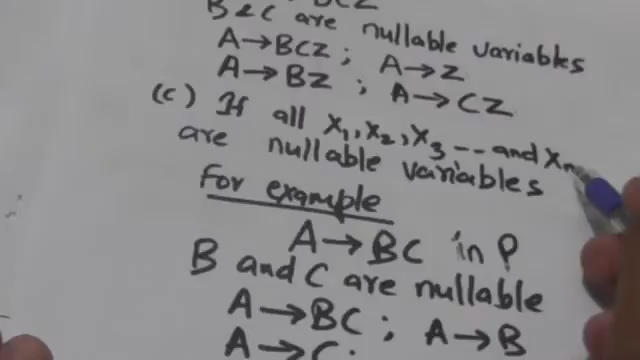 B & C are nullable variables
A → BCZ ; A → Z
A → BZ ; A → CZ
(c) If all X1, X2, X3 -- and Xn
are nullable variables
For example
A → BC in P
B and C are nullable
A → BC ; A → B
A → C ;